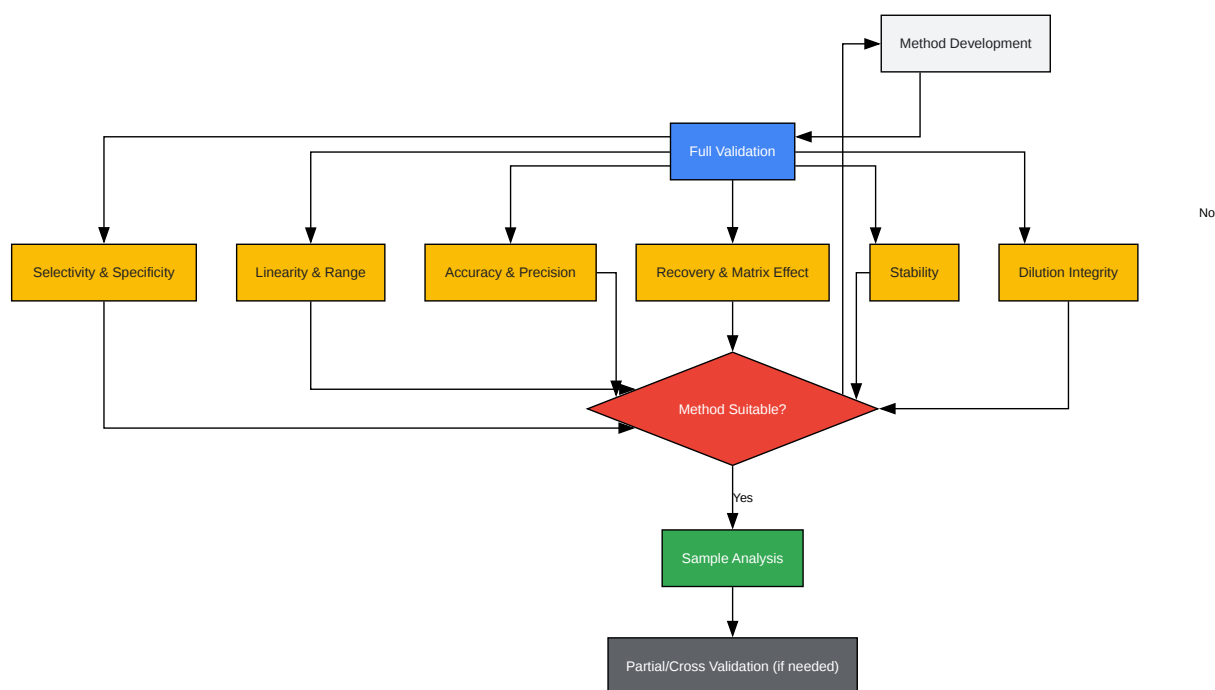 Method Development
Full Validation
No
Selectivity & Specificity
Linearity & Range
Accuracy & Precision
Recovery & Matrix Effect
Stability
Dilution Integrity
Method Suitable?
Yes
Sample Analysis
Partial/Cross Validation (if needed)